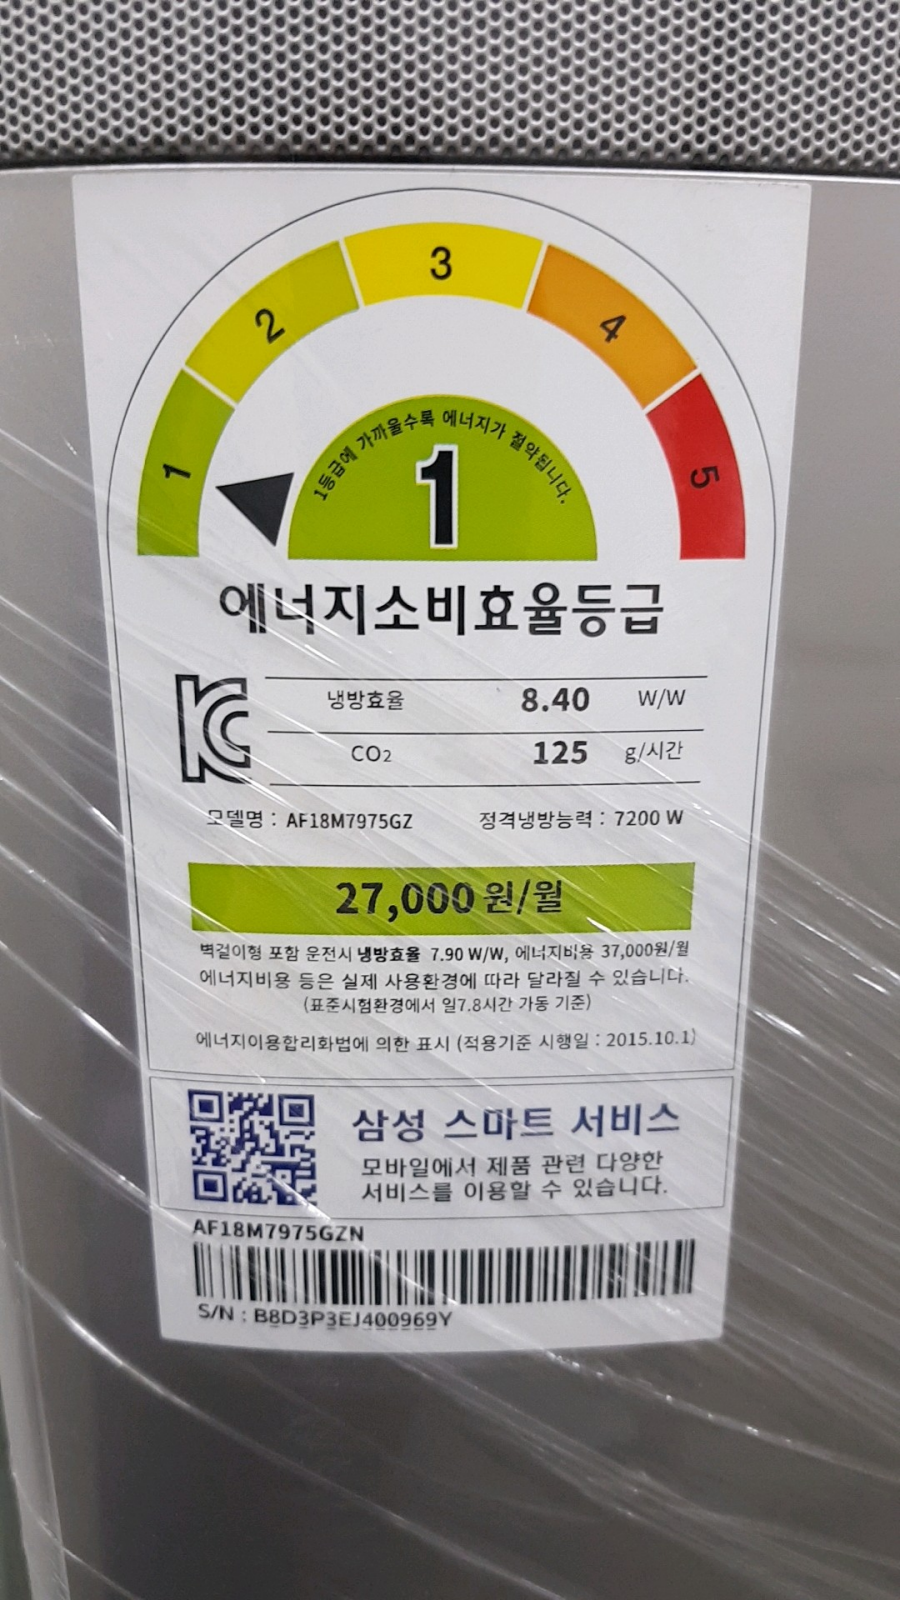 1
2
3
4
5
1등급에 가까울수록 에너지가 절약됩니다.
1
에너지소비효율등급
냉방효율 8.40 W/W
CO₂ 125 g/시간
모델명 : AF18M7975GZ 정격냉방능력 : 7200 W
27,000 원/월
벽걸이형 포함 운전시 냉방효율 7.90 W/W, 에너지비용 37,000원/월
에너지비용 등은 실제 사용환경에 따라 달라질 수 있습니다.
(표준시험환경에서 일7.8시간 가동 기준)
에너지이용합리화법에 의한 표시 (적용기준 시행일 : 2015.10.1)
삼성 스마트 서비스
모바일에서 제품 관련 다양한
서비스를 이용할 수 있습니다.
AF18M7975GZN
S/N : B8D3P3EJ400969Y